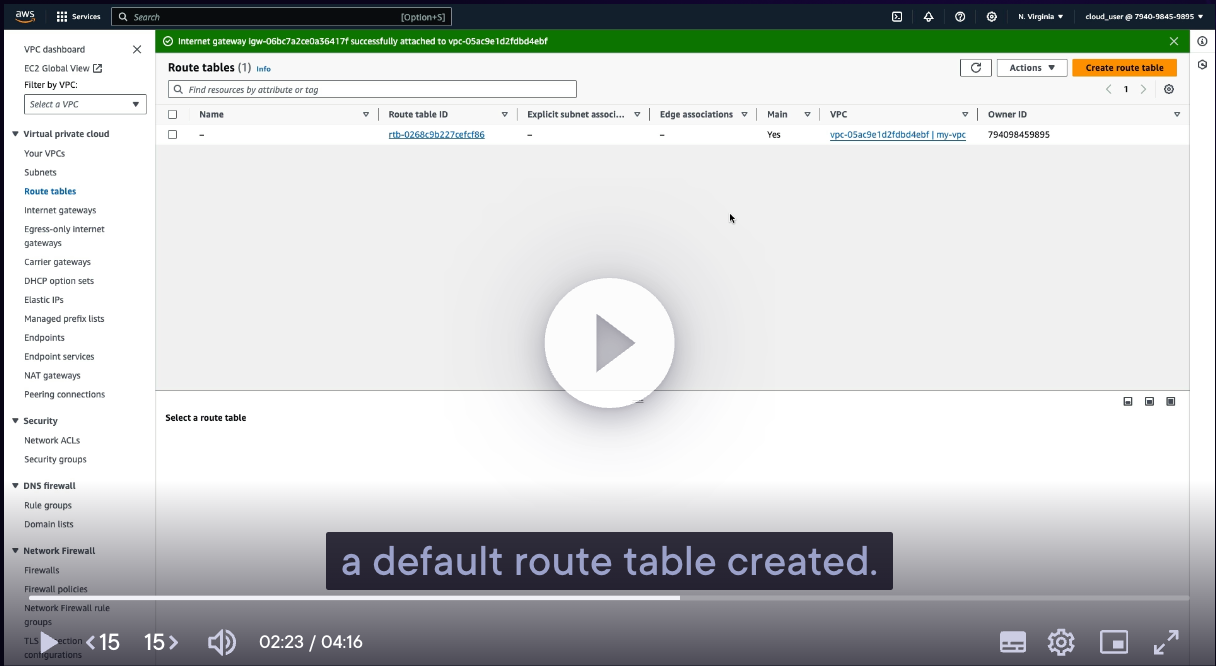 aws
Services
Search
[Option+S]
N. Virginia
cloud_user @ 7940-9845-9895
VPC dashboard
EC2 Global View
Filter by VPC:
Select a VPC
Virtual private cloud
Your VPCs
Subnets
Route tables
Internet gateways
Egress-only internet
gateways
Carrier gateways
DHCP option sets
Elastic IPs
Managed prefix lists
Endpoints
Endpoint services
NAT gateways
Peering connections
Security
Network ACLs
Security groups
DNS firewall
Rule groups
Domain lists
Network Firewall
Firewalls
Firewall policies
Network Firewall rule
groups
configurations
Internet gateway igw-06bc7a2ce0a36417f successfully attached to vpc-05ac9e1d2fdbd4ebf
Route tables (1) Info
Actions
Create route table
Find resources by attribute or tag
1
Name Route table ID Explicit subnet associ... Edge associations Main VPC Owner ID
– rtb-0268c9b227cefcf86 – – Yes vpc-05ac9e1d2fdbd4ebf | my-vpc 794098459895
Select a route table
a default route table created.
15 15 02:23 / 04:16